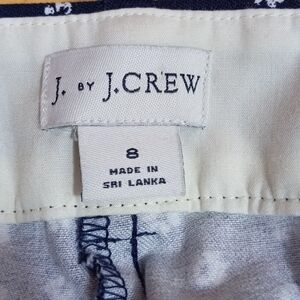 J. BY J.CREW
8
MADE IN
SRI LANKA